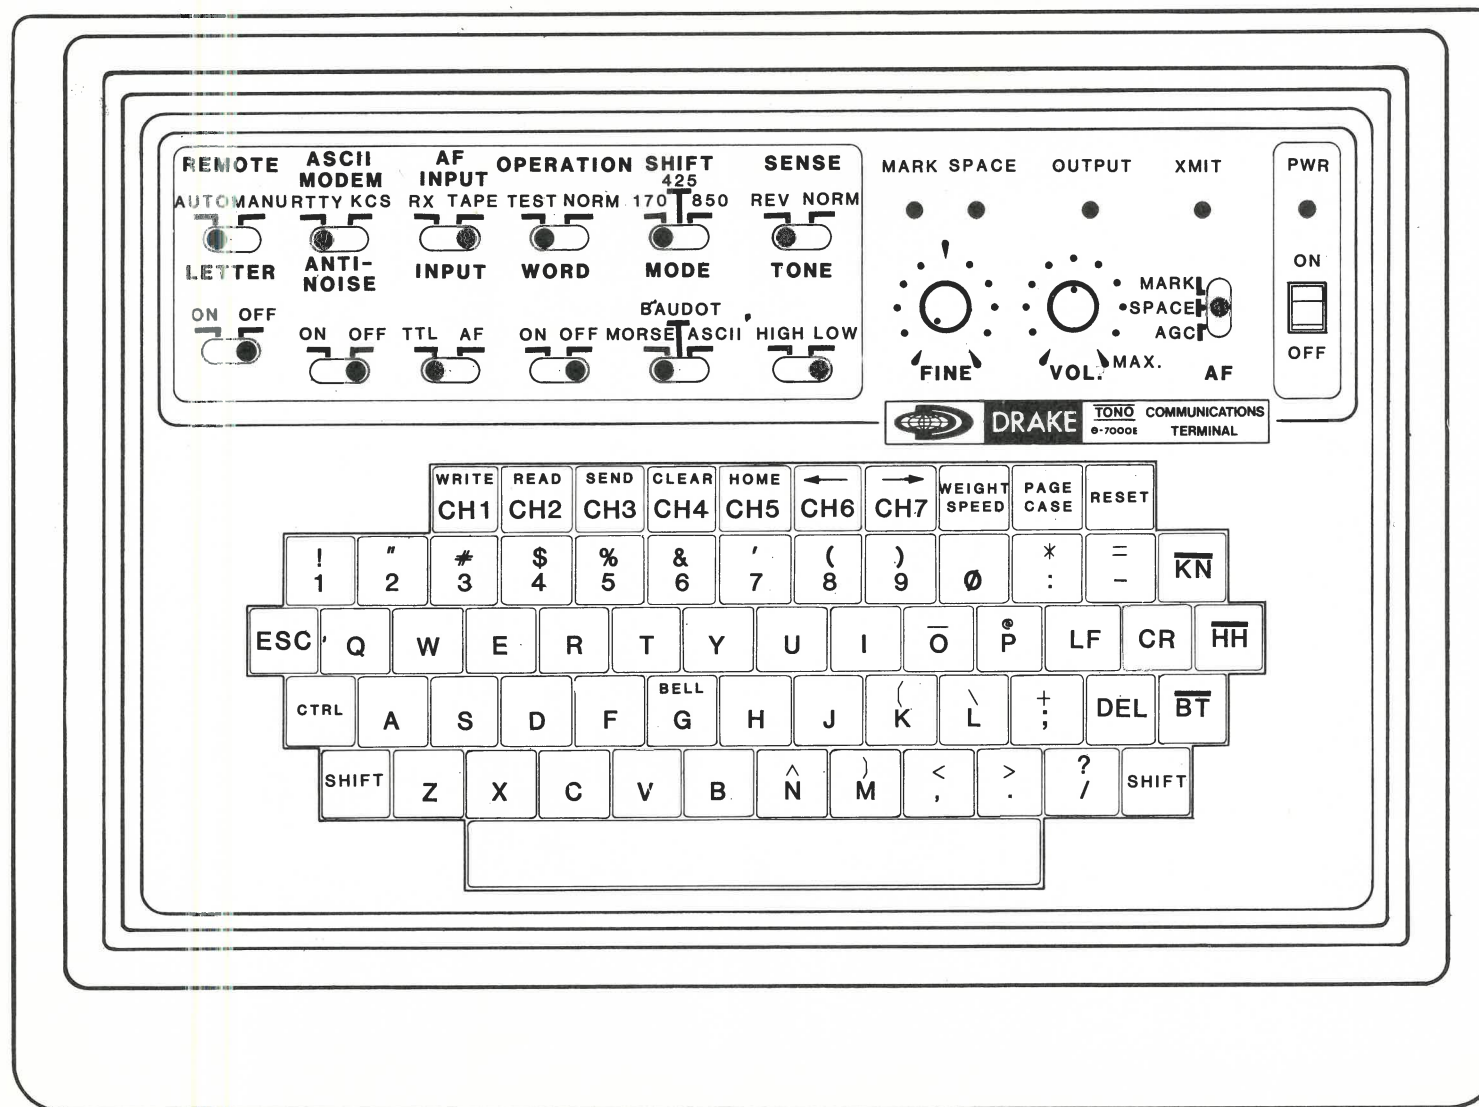 REMOTE ASCII MODEM AF INPUT OPERATION SHIFT SENSE
AUTO MANU RTTY KCS RX TAPE TEST NORM 170 425 850 REV NORM
LETTER ANTI-NOISE INPUT WORD MODE TONE
ON OFF ON OFF TTL AF ON OFF MORSE BAUDOT ASCII HIGH LOW
MARK SPACE OUTPUT XMIT
MARK
SPACE
AGC
FINE VOL. MAX. AF
PWR
ON
OFF
DRAKE TONO COMMUNICATIONS
Θ-7000E TERMINAL
WRITE READ SEND CLEAR HOME ← → WEIGHT PAGE RESET
CH1 CH2 CH3 CH4 CH5 CH6 CH7 SPEED CASE
! " # $ % & ' ( ) * =
1 2 3 4 5 6 7 8 9 Ø : - KN
@
ESC Q W E R T Y U I O P LF CR HH
BELL ( \ +
CTRL A S D F G H J K L ; DEL BT
^ ) < > ?
SHIFT Z X C V B N M , . / SHIFT